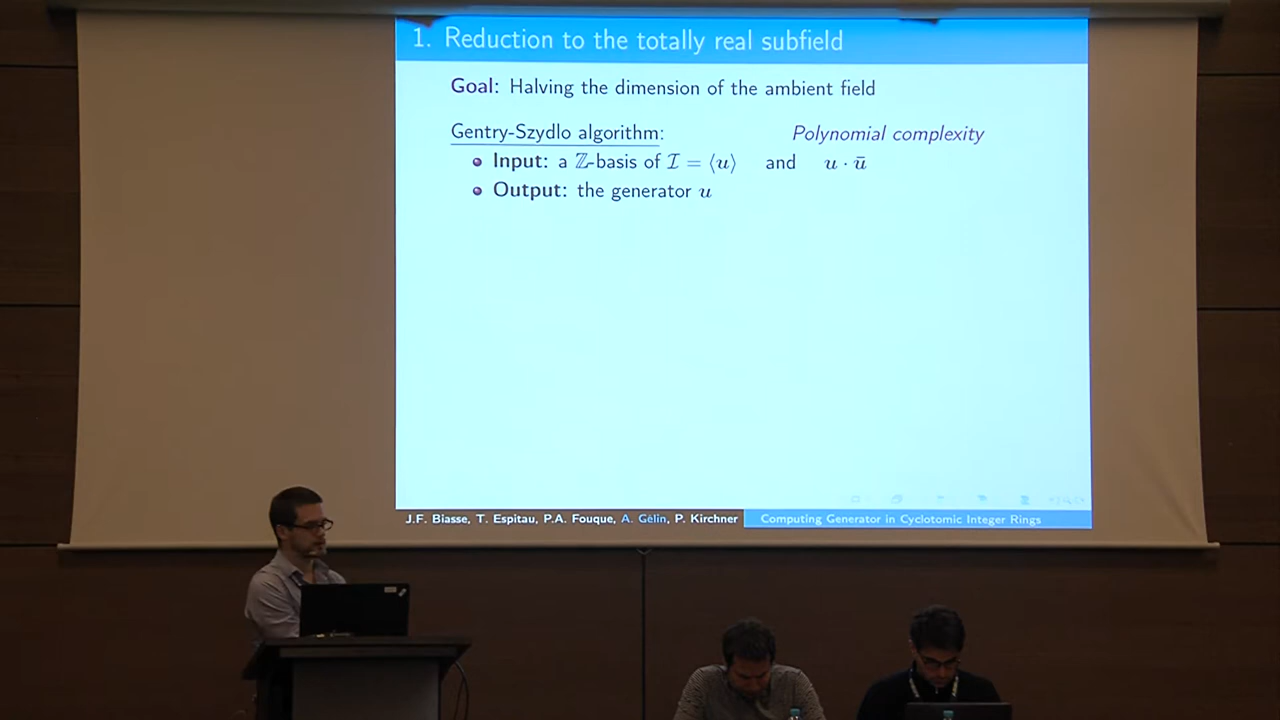 1. Reduction to the totally real subfield
Goal: Halving the dimension of the ambient field
Gentry-Szydlo algorithm: Polynomial complexity
Input: a ℤ-basis of 𝓘 = ⟨u⟩ and u · ū
Output: the generator u
J.F. Biasse, T. Espitau, P.A. Fouque, A. Gelin, P. Kirchner Computing Generator in Cyclotomic Integer Rings